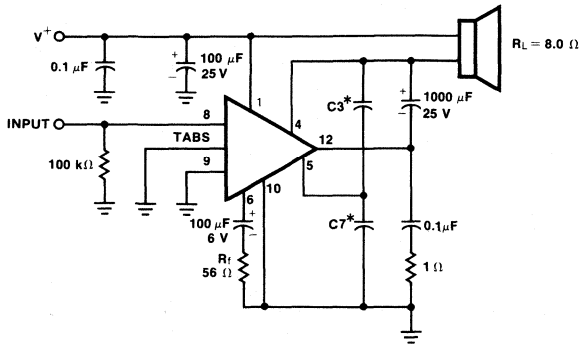 V+
0.1 µF
+
100 µF
–
25 V
RL = 8.0 Ω
1
4
C3*
+
1000 µF
–
25 V
INPUT
8
TABS
12
9
5
100 kΩ
10
6
100 µF
+
6 V
–
C7*
0.1µF
Rf
56 Ω
1Ω